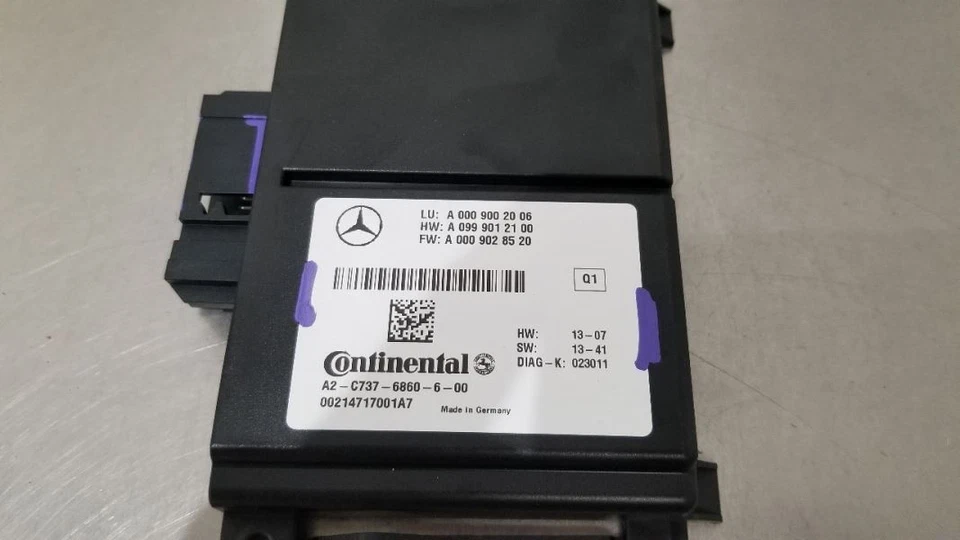 LU: A 000 900 20 06
HW: A 099 901 21 00
FW: A 000 902 85 20
Q1
HW: 13-07
SW: 13-41
DIAG-K: 023011
Continental
A2-C737-6860-6-00
00214717001A7
Made in Germany